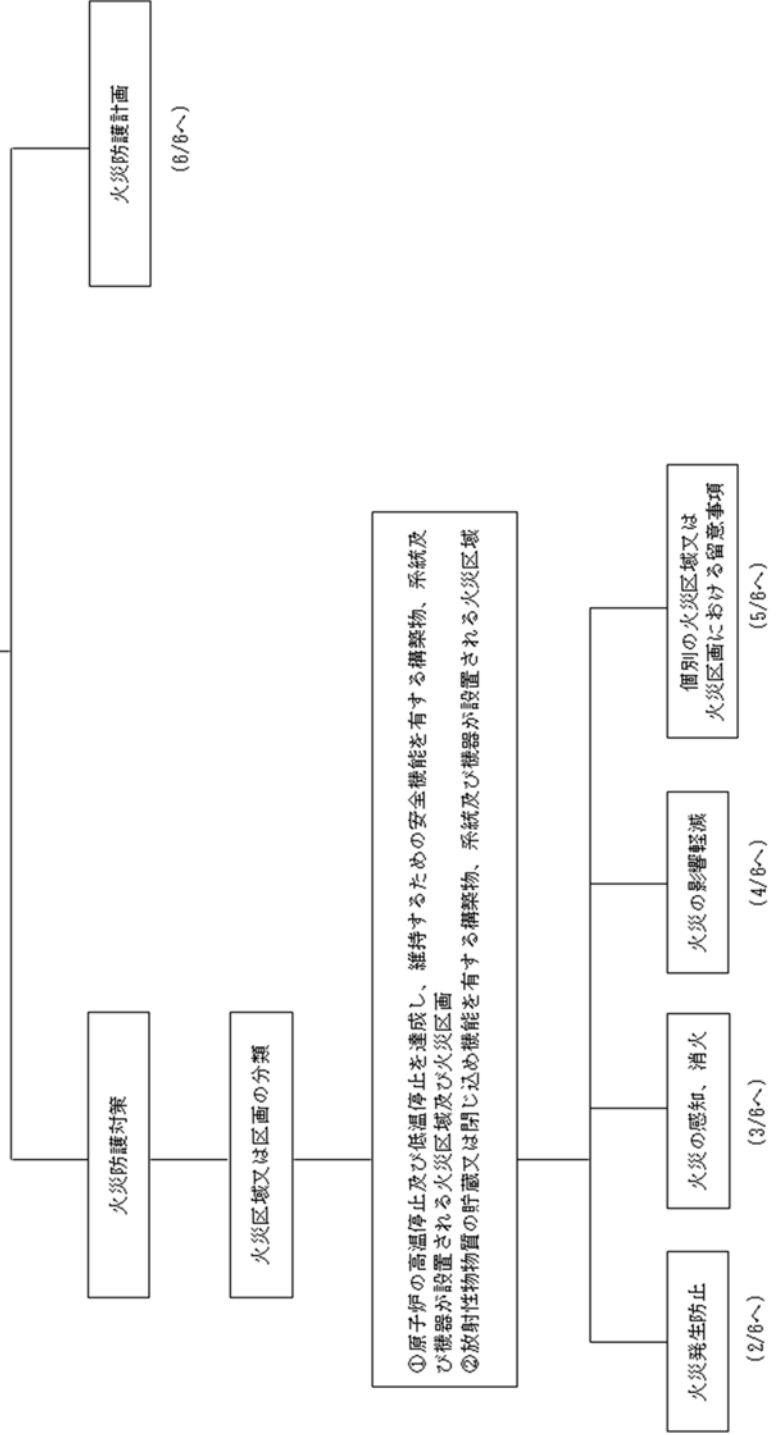 火災防護対策
火災防護計画
(6/6へ)
火災区域又は区画の分類
①原子炉の高温停止及び低温停止を達成し、維持するための安全機能を有する構築物、系統及
び機器が設置される火災区域及び火災区画
②放射性物物質の貯蔵又は閉じ込め機能を有する構築物、系統及び機器が設置される火災区域
火災発生防止
(2/6へ)
火災の感知、消火
(3/6へ)
火災の影響軽減
(4/6へ)
個別の火災区域又は
火災区画における留意事項
(5/6へ)